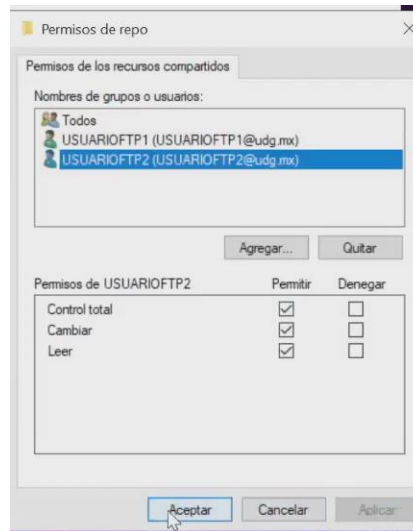 Permisos de repo
Permisos de los recursos compartidos
Nombres de grupos o usuarios:
Todos
USUARIOFTP1 (USUARIOFTP1@udg.mx)
USUARIOFTP2 (USUARIOFTP2@udg.mx)
Agregar... Quitar
Permisos de USUARIOFTP2 Permitir Denegar
Control total
Cambiar
Leer
Aceptar Cancelar Aplicar